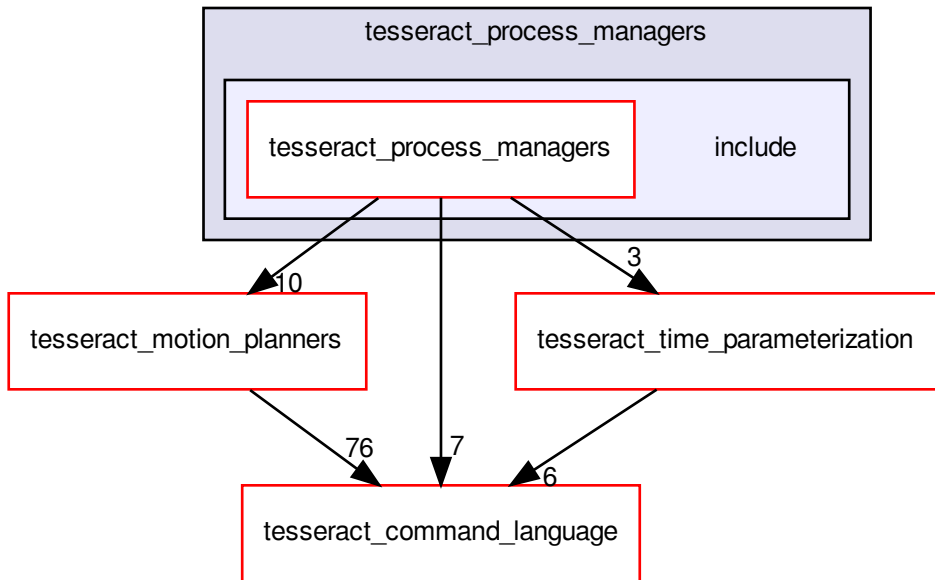 tesseract_process_managers
tesseract_process_managers
include
3
10
tesseract_motion_planners
tesseract_time_parameterization
76
7
6
tesseract_command_language